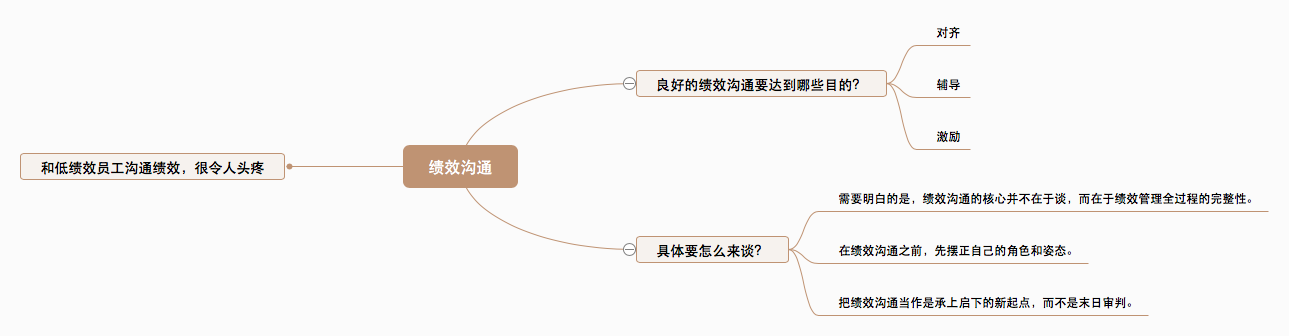 和低绩效员工沟通绩效，很令人头疼
绩效沟通
良好的绩效沟通要达到哪些目的?
对齐
辅导
激励
具体要怎么来谈?
需要明白的是，绩效沟通的核心并不在于谈，而在于绩效管理全过程的完整性。
在绩效沟通之前，先摆正自己的角色和姿态。
把绩效沟通当作是承上启下的新起点，而不是末日审判。